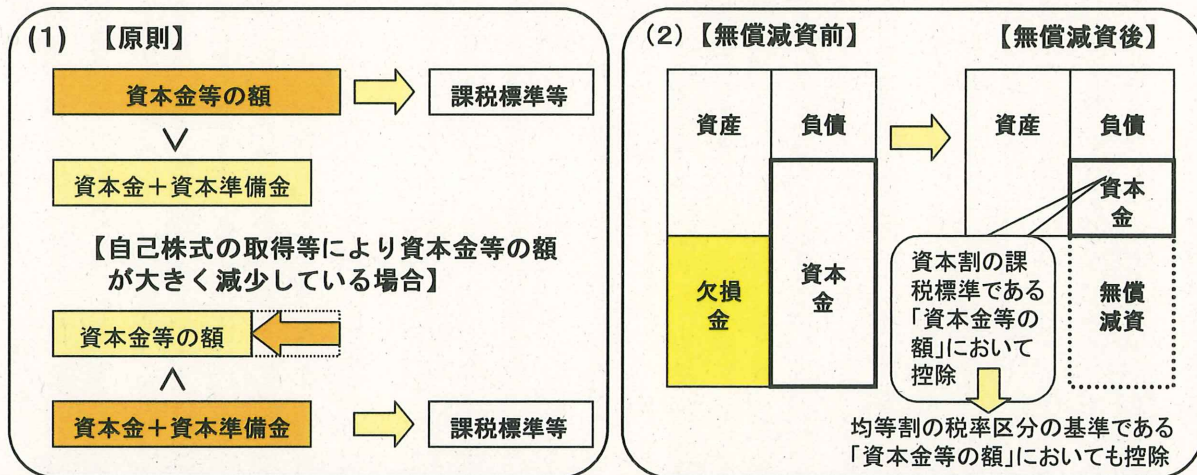 (1) 【原則】
資本金等の額
課税標準等
∨
資本金+資本準備金
【自己株式の取得等により資本金等の額
が大きく減少している場合】
資本金等の額
∧
資本金+資本準備金
課税標準等
(2)【無償減資前】
【無償減資後】
資産
負債
欠損
金
資本
金
資産
負債
資本
金
無償
減資
資本割の課
税標準である
「資本金等の
額」において
控除
均等割の税率区分の基準である
「資本金等の額」においても控除